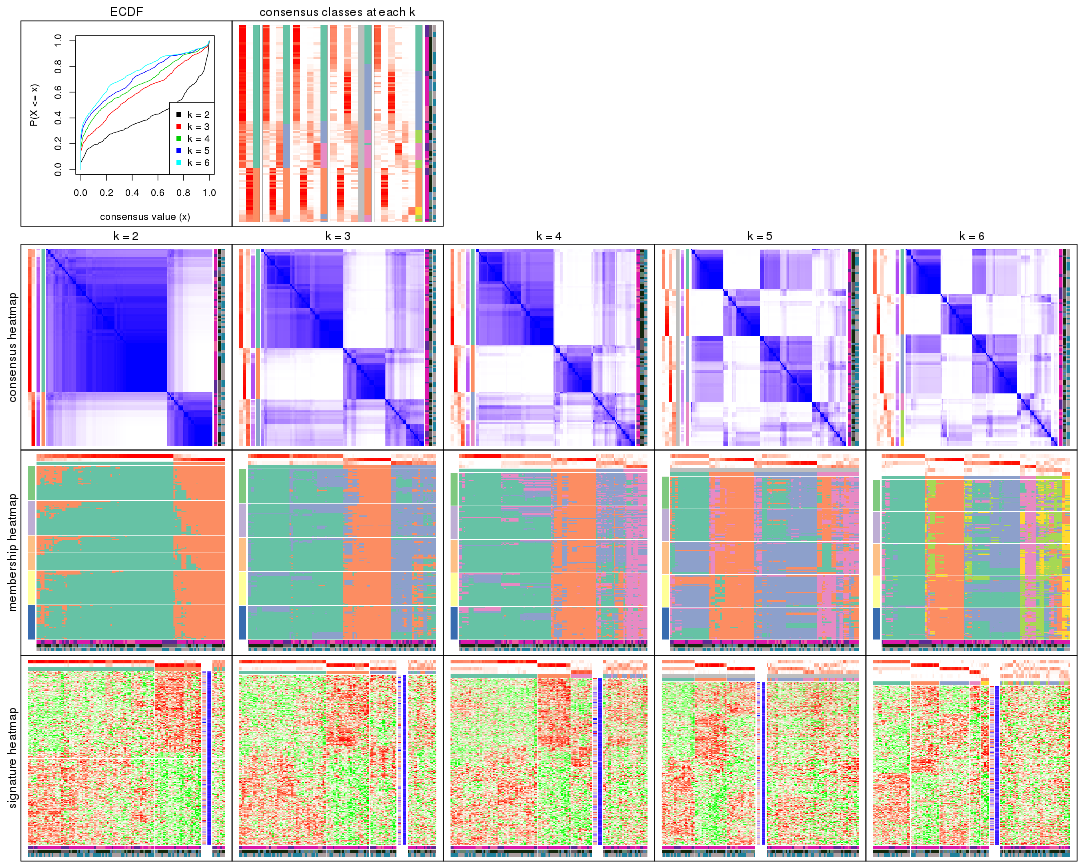 ECDF
consensus classes at each k
P(X <= x)
0.0 0.2 0.4 0.6 0.8 1.0
k = 2
k = 3
k = 4
k = 5
k = 6
0.0 0.2 0.4 0.6 0.8 1.0
consensus value (x)
k = 2 k = 3 k = 4 k = 5 k = 6
consensus heatmap
membership heatmap
signature heatmap